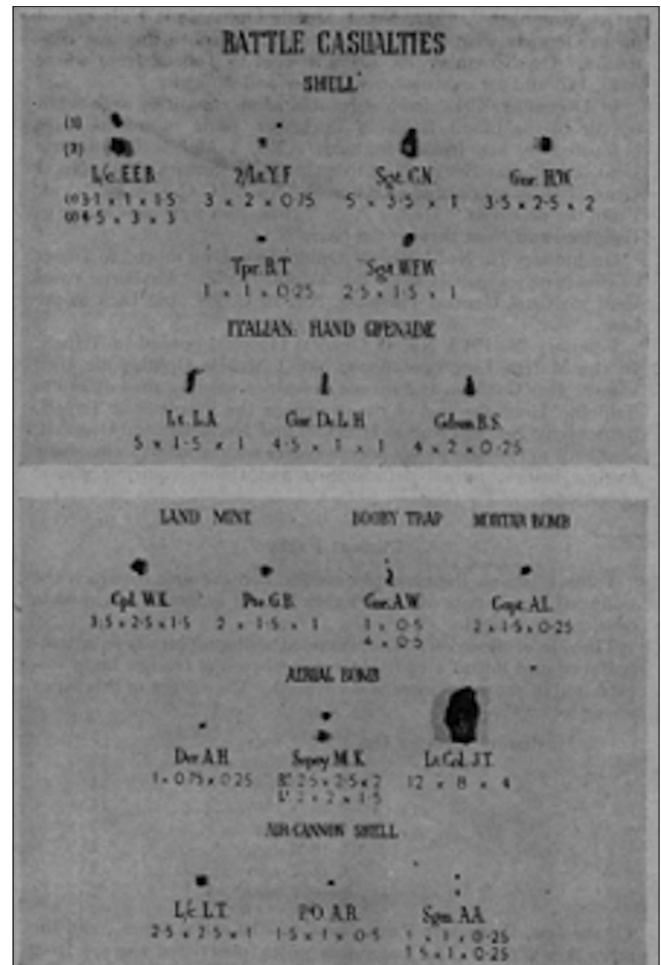 BATTLE CASUALTIES
SHELL
(1)
(2)
L/c. E.E.B. 2/Lt. Y.F. Sgt. C.N. Gnr. H.W.
(1) 3·1 x 1 x 1·5 3 x 2 x 0·75 5 x 3·5 x 1 3·5 x 2·5 x 2
(2) 4·5 x 3 x 3
Tpr. B.T. Sgt. W.F.W.
1 x 1 x 0·25 2·5 x 1·5 x 1
ITALIAN HAND GRENADE
Lt. L.A. Gnr. De L.H. Gdsm. B.S.
5 x 1·5 x 1 4·5 x 1 x 1 4 x 2 x 0·25
LAND MINE BOOBY TRAP MORTAR BOMB
Cpl. W.K. Pte. G.B. Gnr. A.W. Capt. A.L.
3·5 x 2·5 x 1·5 2 x 1·5 x 1 1 x 0·5 2 x 1·5 x 0·25
4 x 0·5
AERIAL BOMB
Dvr. A.H. Sepoy M.K. Lt. Col. J.T.
1 x 0·75 x 0·25 Rt 2·5 x 2·5 x 2 12 x 8 x 4
Lt 2 x 2 x 1·5
AIR-CANNON SHELL
L/c. L.T. P.O. A.R. Sgm. A.A.
2·5 x 2·5 x 1 1·5 x 1 x 0·5 1 x 1 x 0·25
1·5 x 1 x 0·25